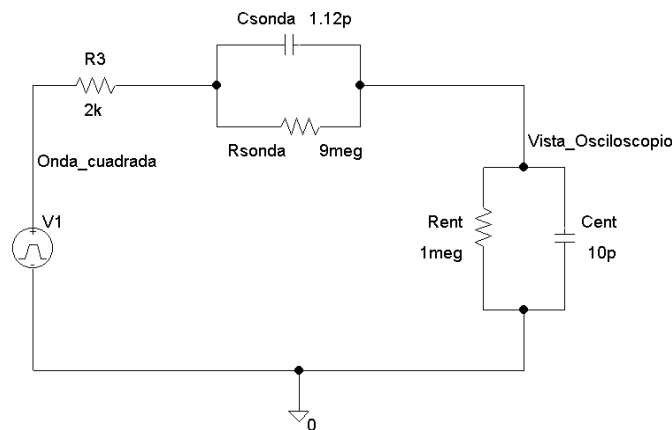 Csonda 1.12p
R3
2k
Rsonda 9meg
Onda_cuadrada
Vista_Osciloscopio
V1
+
-
Rent
1meg
Cent
10p
0